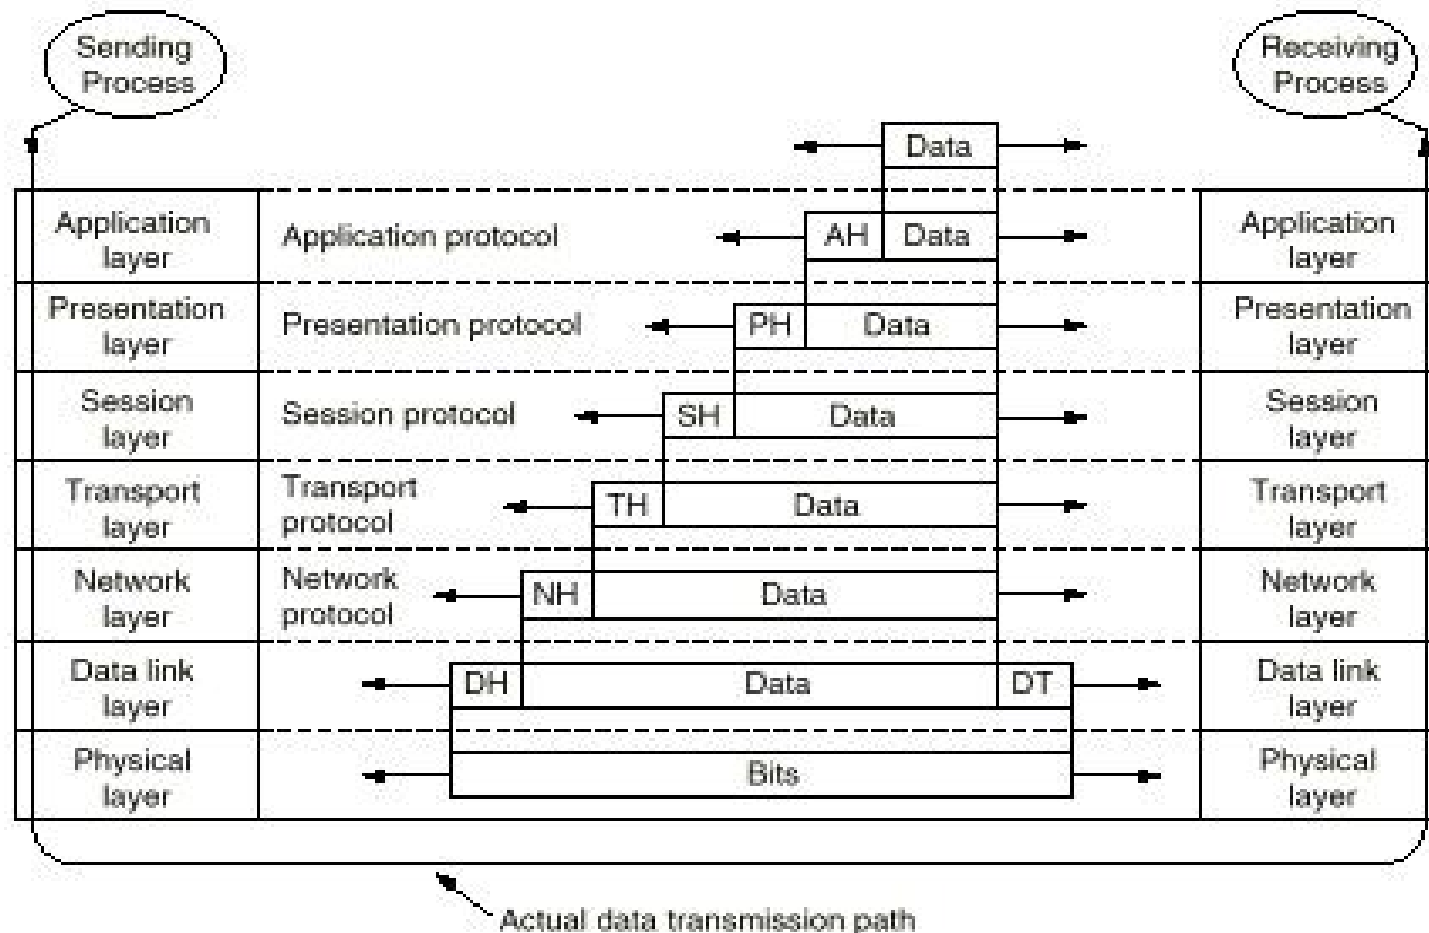 Sending
Process
Receiving
Process
Data
Application
layer
Application protocol
AH
Data
Application
layer
Presentation
layer
Presentation protocol
PH
Data
Presentation
layer
Session
layer
Session protocol
SH
Data
Session
layer
Transport
layer
Transport
protocol
TH
Data
Transport
layer
Network
layer
Network
protocol
NH
Data
Network
layer
Data link
layer
DH
Data
DT
Data link
layer
Physical
layer
Bits
Physical
layer
Actual data transmission path